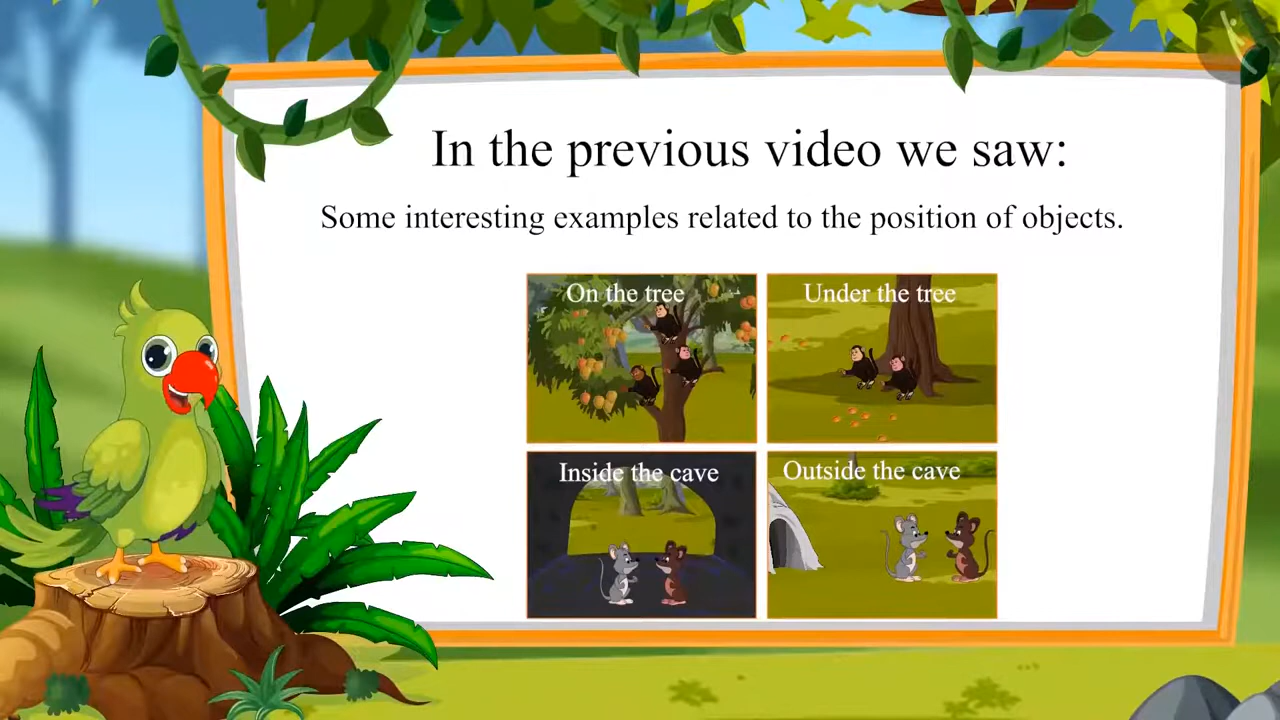 In the previous video we saw:
Some interesting examples related to the position of objects.
On the tree
Under the tree
Inside the cave
Outside the cave